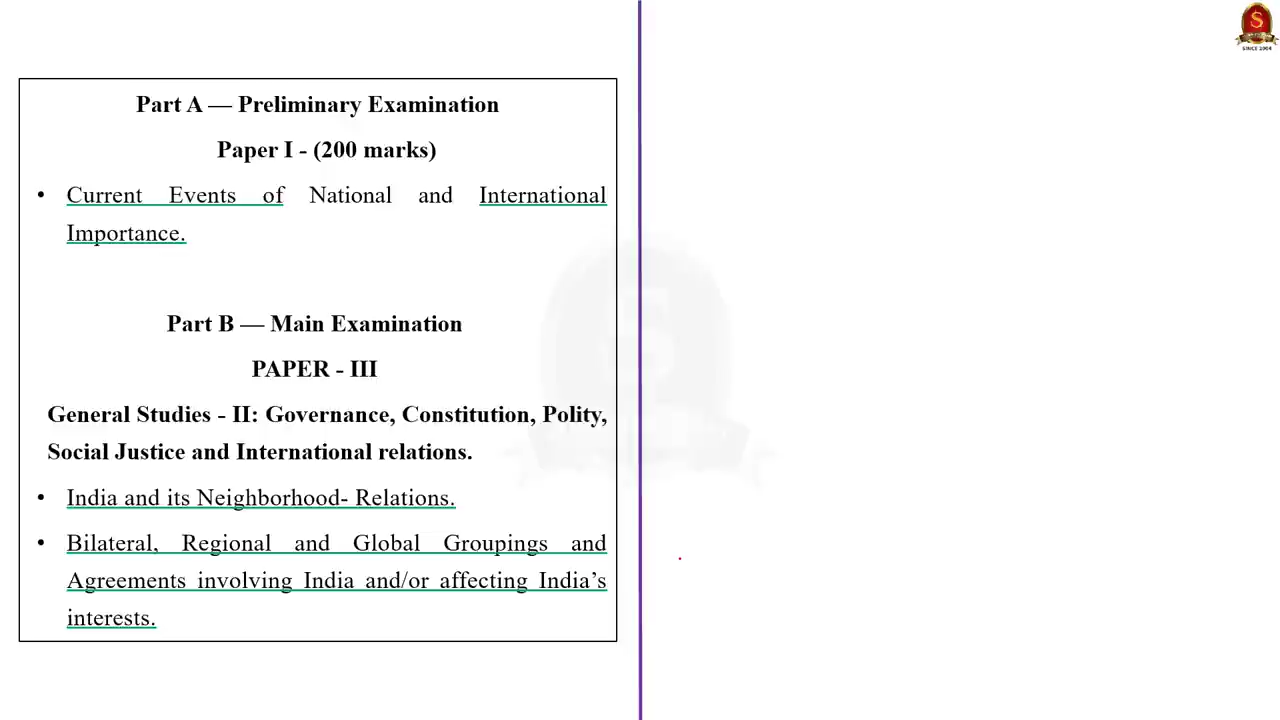 Part A — Preliminary Examination
Paper I - (200 marks)
• Current Events of National and International
Importance.
Part B — Main Examination
PAPER - III
General Studies - II: Governance, Constitution, Polity,
Social Justice and International relations.
• India and its Neighborhood- Relations.
• Bilateral, Regional and Global Groupings and
Agreements involving India and/or affecting India’s
interests.
S
SINCE 2004